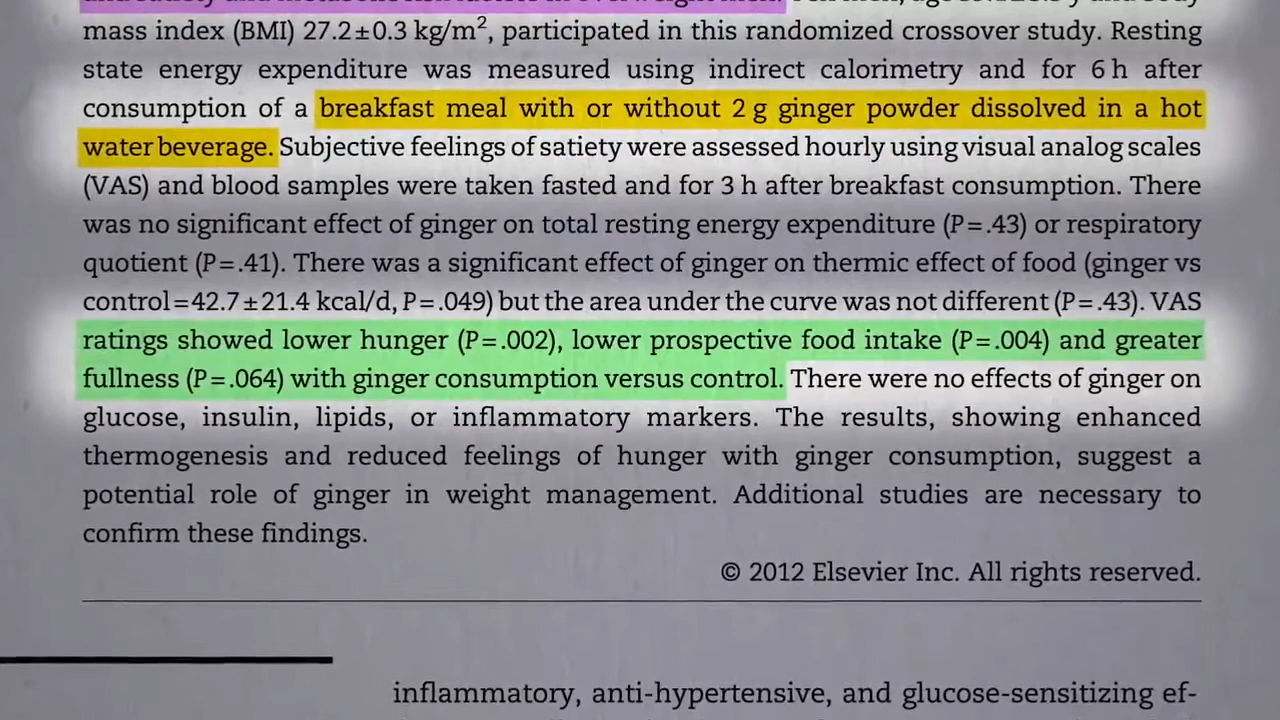 mass index (BMI) 27.2±0.3 kg/m², participated in this randomized crossover study. Resting
state energy expenditure was measured using indirect calorimetry and for 6 h after
consumption of a breakfast meal with or without 2 g ginger powder dissolved in a hot
water beverage. Subjective feelings of satiety were assessed hourly using visual analog scales
(VAS) and blood samples were taken fasted and for 3 h after breakfast consumption. There
was no significant effect of ginger on total resting energy expenditure (P=.43) or respiratory
quotient (P=.41). There was a significant effect of ginger on thermic effect of food (ginger vs
control=42.7±21.4 kcal/d, P=.049) but the area under the curve was not different (P=.43). VAS
ratings showed lower hunger (P=.002), lower prospective food intake (P=.004) and greater
fullness (P=.064) with ginger consumption versus control. There were no effects of ginger on
glucose, insulin, lipids, or inflammatory markers. The results, showing enhanced
thermogenesis and reduced feelings of hunger with ginger consumption, suggest a
potential role of ginger in weight management. Additional studies are necessary to
confirm these findings.
© 2012 Elsevier Inc. All rights reserved.
inflammatory, anti-hypertensive, and glucose-sensitizing ef-